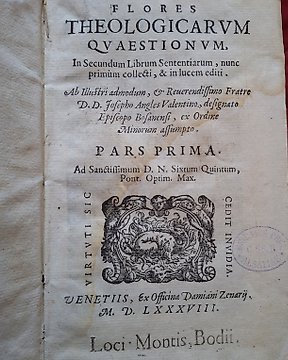 FLORES
THEOLOGICARVM
QVAESTIONVM,
In Secundum Librum Sententiarum, nunc
primùm collecti, & in lucem editi.
Ab Illustri admodum, & Reuerendissimo Fratre
D. D. Iosepho Angles Valentino, designato
Episcopo Bosanensi, ex Ordine
Minorum assumpto.
PARS PRIMA.
Ad Sanctissimum D. N. Sixtum Quintum,
Pont. Optim. Max.
VIRTVTI SIC
CEDIT INVIDIA.
VENETIIS, Ex Officina Damiani Zenarij.
M. D. LXXXVIII.
Loci· Montis, Bodii.